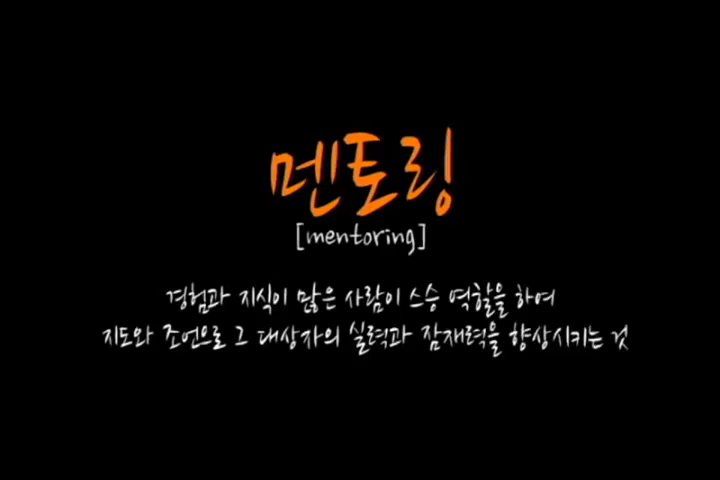 멘토링
[mentoring]
경험과 지식이 많은 사람이 스승 역할을 하여
지도와 조언으로 그 대상자의 실력과 잠재력을 향상시키는 것